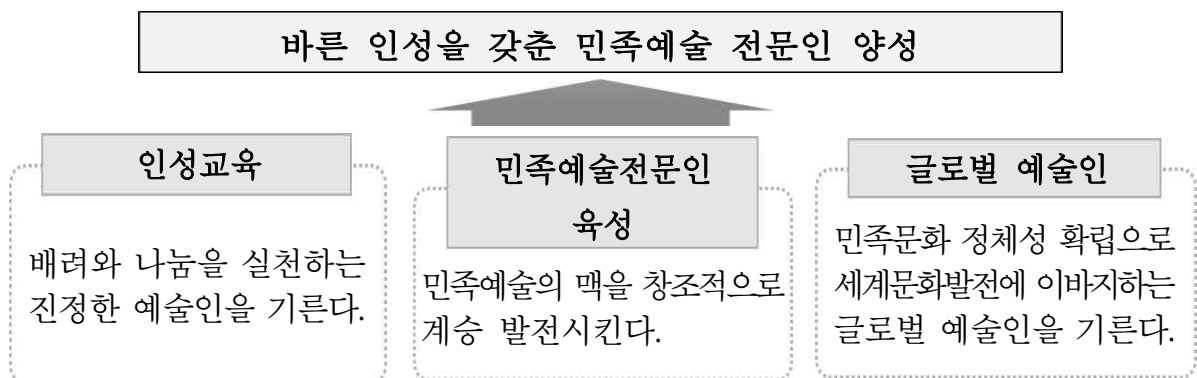 바른 인성을 갖춘 민족예술 전문인 양성
인성교육
배려와 나눔을 실천하는
진정한 예술인을 기른다.
민족예술전문인
육성
민족예술의 맥을 창조적으로
계승 발전시킨다.
글로벌 예술인
민족문화 정체성 확립으로
세계문화발전에 이바지하는
글로벌 예술인을 기른다.